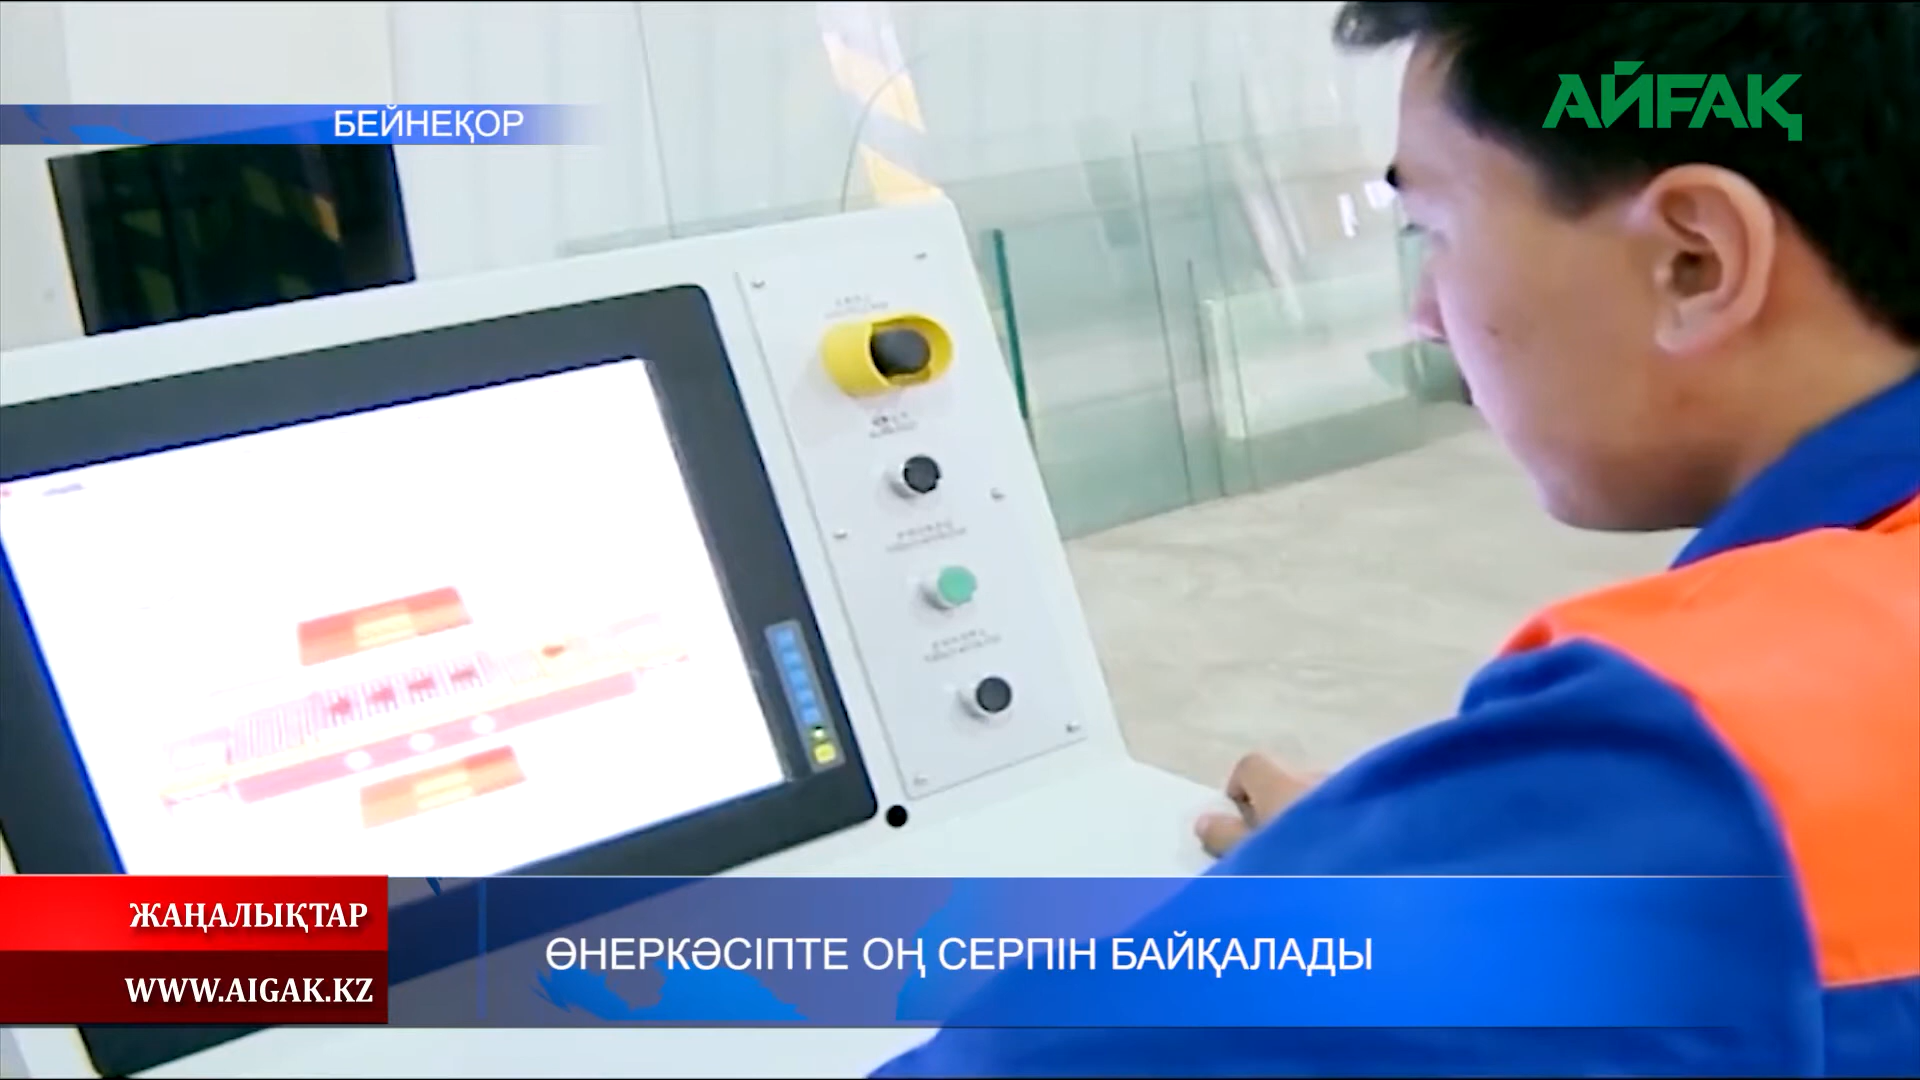 АЙҒАҚ
БЕЙНЕҚОР
ЖАҢАЛЫҚТАР
WWW.AIGAK.KZ
ӨНЕРКӘСІПТЕ ОҢ СЕРПІН БАЙҚАЛАДЫ